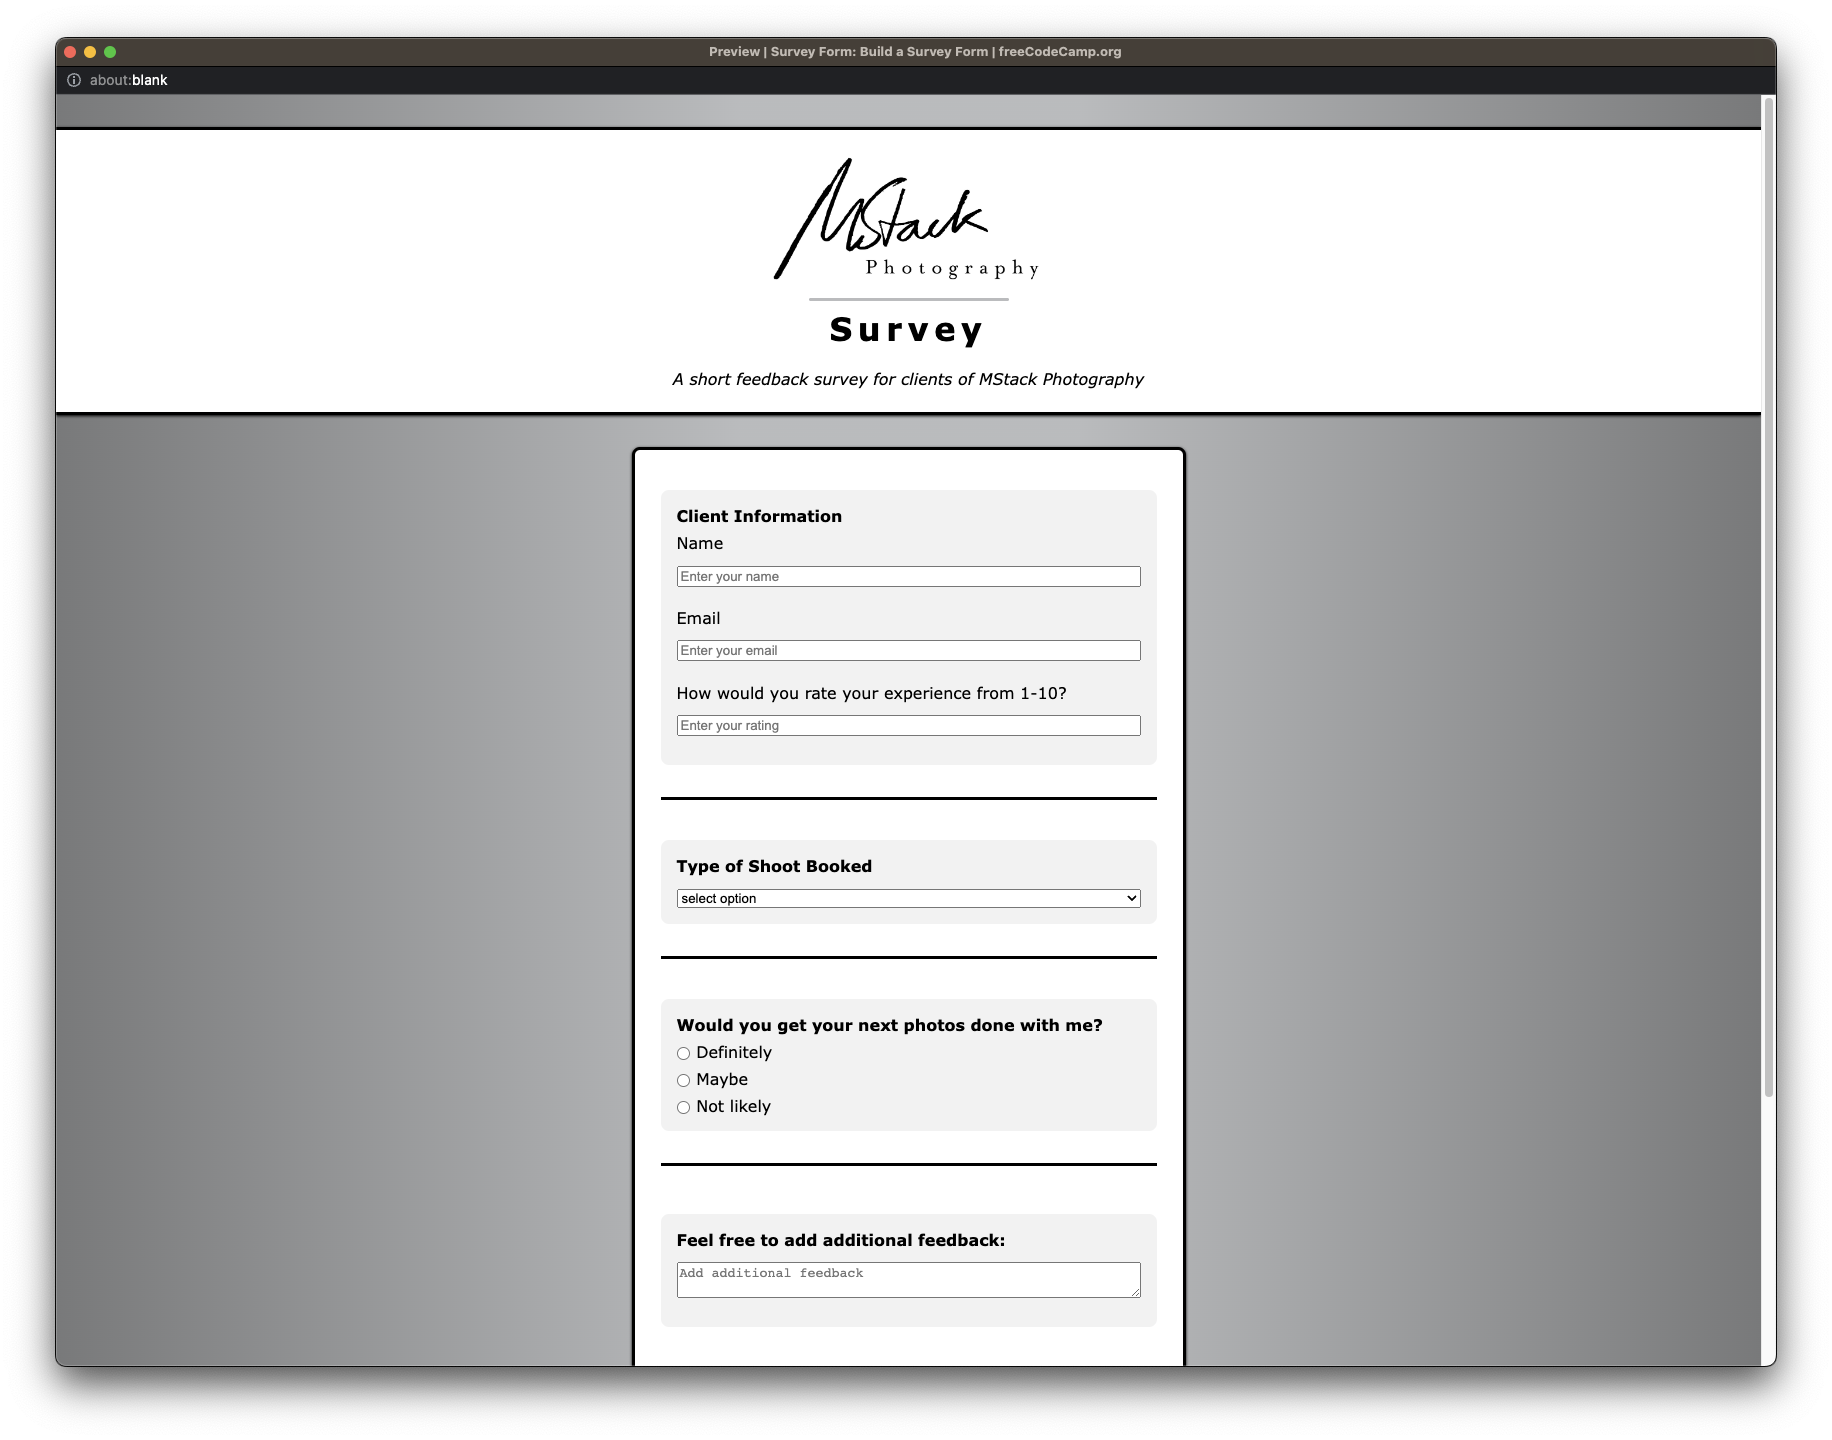 Preview | Survey Form: Build a Survey Form | freeCodeCamp.org
about:blank
MStack
Photography
Survey
A short feedback survey for clients of MStack Photography
Client Information
Name
Enter your name
Email
Enter your email
How would you rate your experience from 1-10?
Enter your rating
Type of Shoot Booked
select option
Would you get your next photos done with me?
Definitely
Maybe
Not likely
Feel free to add additional feedback:
Add additional feedback